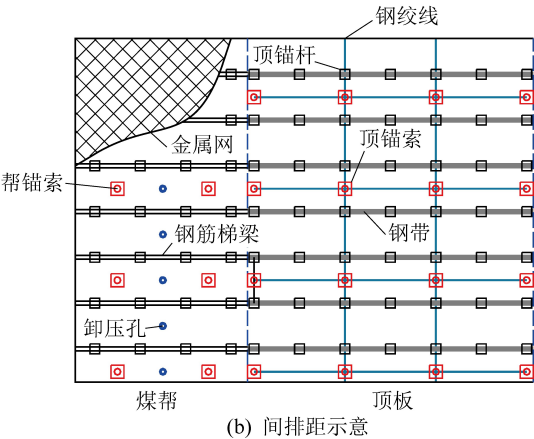 钢绞线
顶锚杆
金属网
顶锚索
帮锚索
钢筋梯梁
钢带
卸压孔
煤帮
顶板
(b) 间排距示意